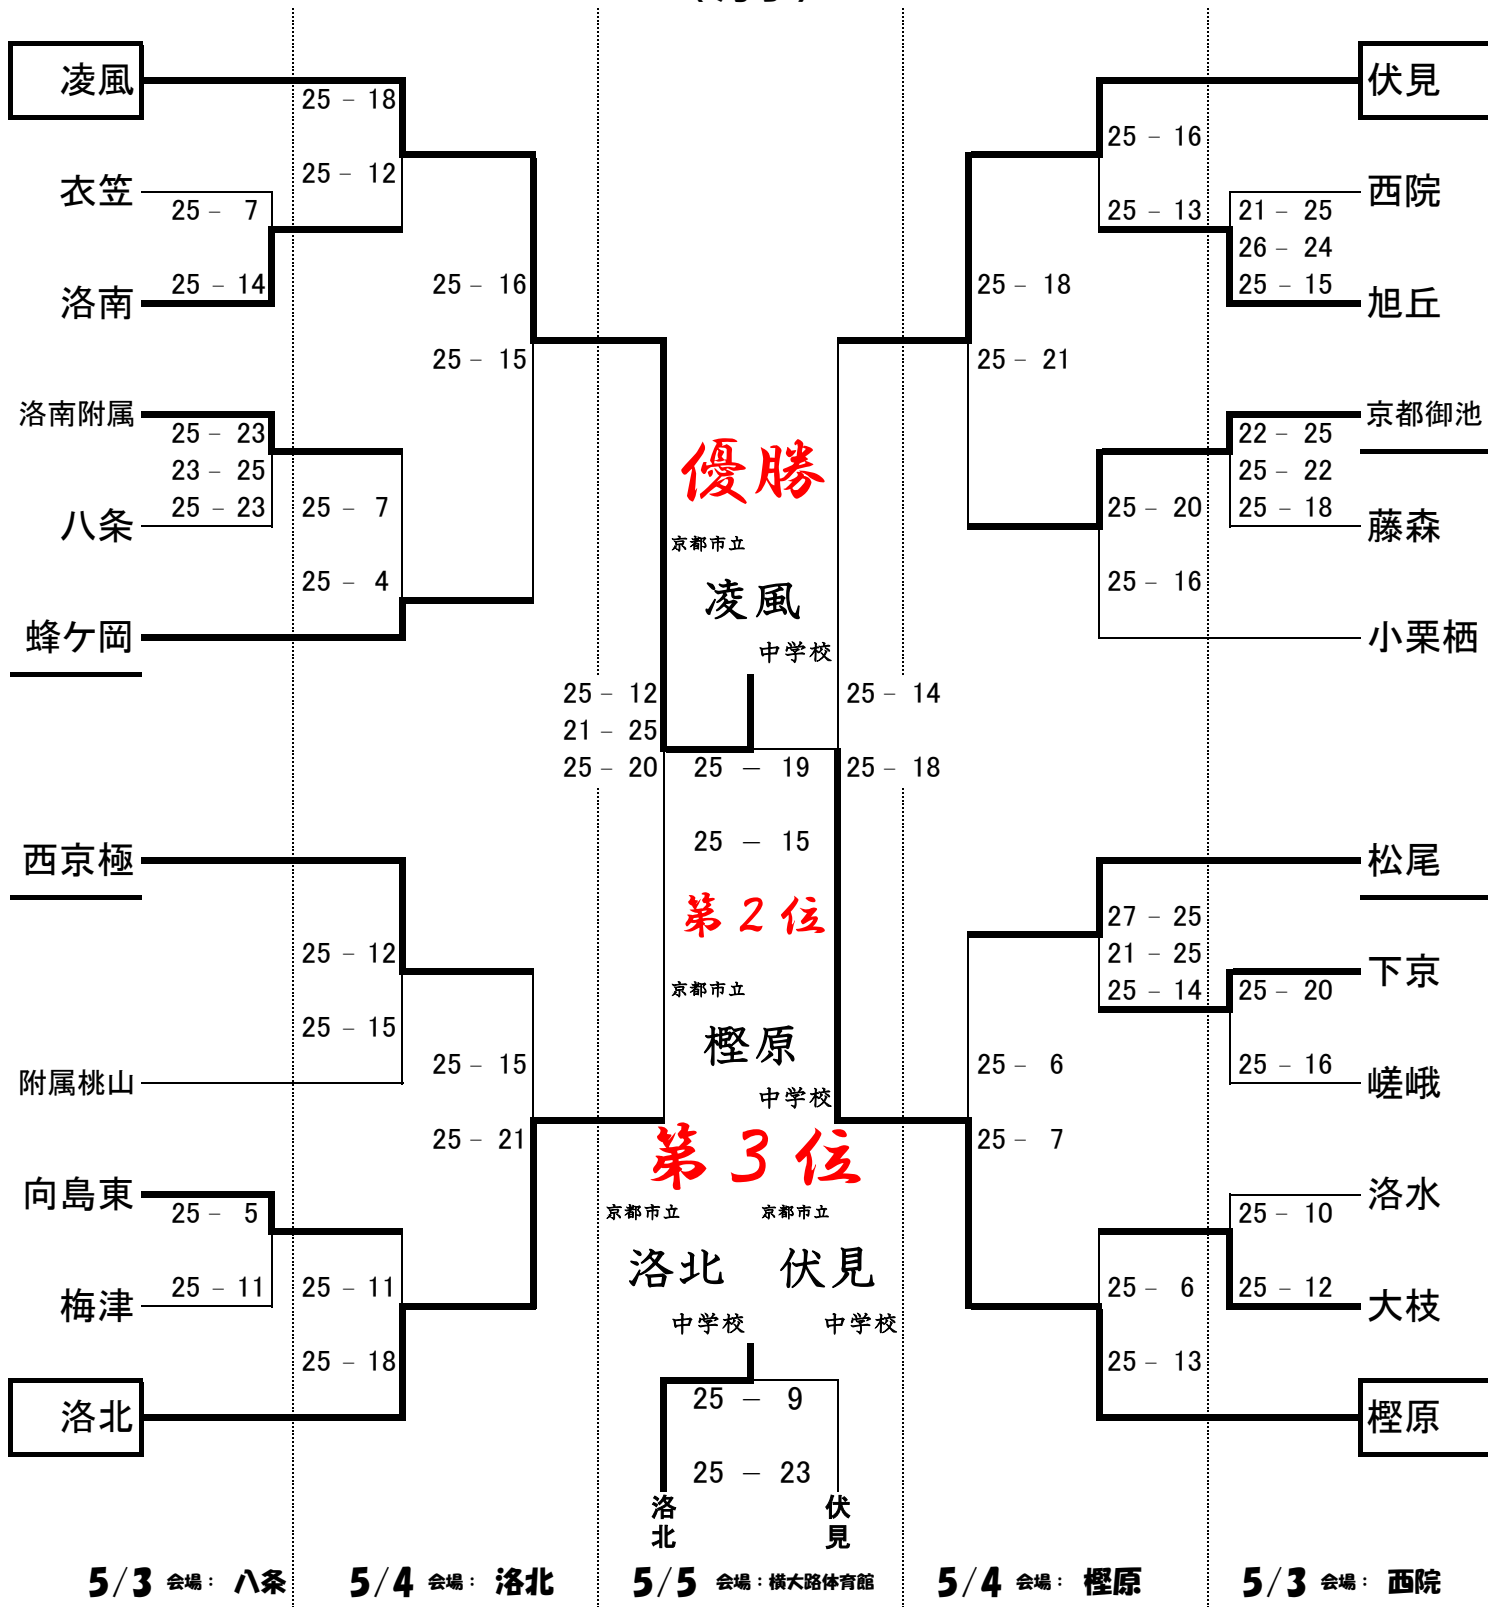 凌風
25 - 18
25 - 12
衣笠
25 - 7
25 - 14
洛南
25 - 16
25 - 15
洛南附属
25 - 23
23 - 25
25 - 23
八条
25 - 7
25 - 4
蜂ケ岡
25 - 12
21 - 25
25 - 20
西京極
25 - 12
25 - 15
附属桃山
25 - 15
25 - 21
向島東
25 - 5
25 - 11
梅津
25 - 11
25 - 18
洛北
優勝
京都市立
凌風
中学校
25 － 19
25 － 15
第２位
京都市立
樫原
中学校
第３位
京都市立 京都市立
洛北 伏見
中学校 中学校
25 － 9
25 － 23
洛北
伏見
伏見
25 - 16
25 - 13
西院
21 - 25
26 - 24
25 - 15
旭丘
25 - 18
25 - 21
京都御池
22 - 25
25 - 22
25 - 18
藤森
25 - 20
25 - 16
小栗栖
25 - 14
25 - 18
松尾
27 - 25
21 - 25
25 - 14
下京
25 - 20
25 - 16
嵯峨
25 - 6
25 - 7
洛水
25 - 10
25 - 12
大枝
25 - 6
25 - 13
樫原
5/3 会場： 八条
5/4 会場： 洛北
5/5 会場：横大路体育館
5/4 会場： 樫原
5/3 会場： 西院